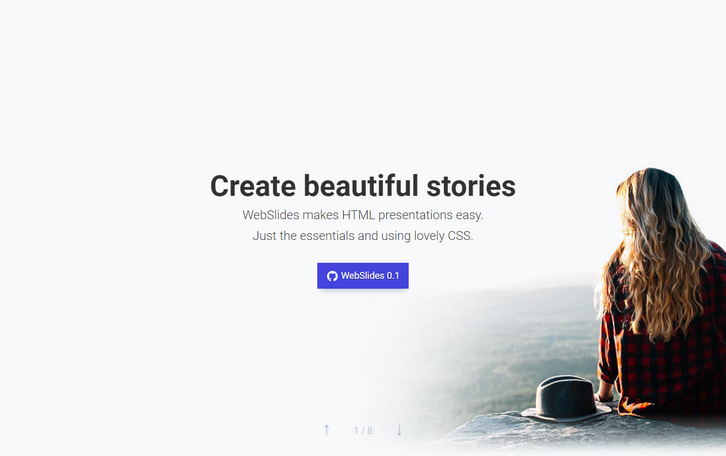 Create beautiful stories
WebSlides makes HTML presentations easy.
Just the essentials and using lovely CSS.
WebSlides 0.1
1 / 8